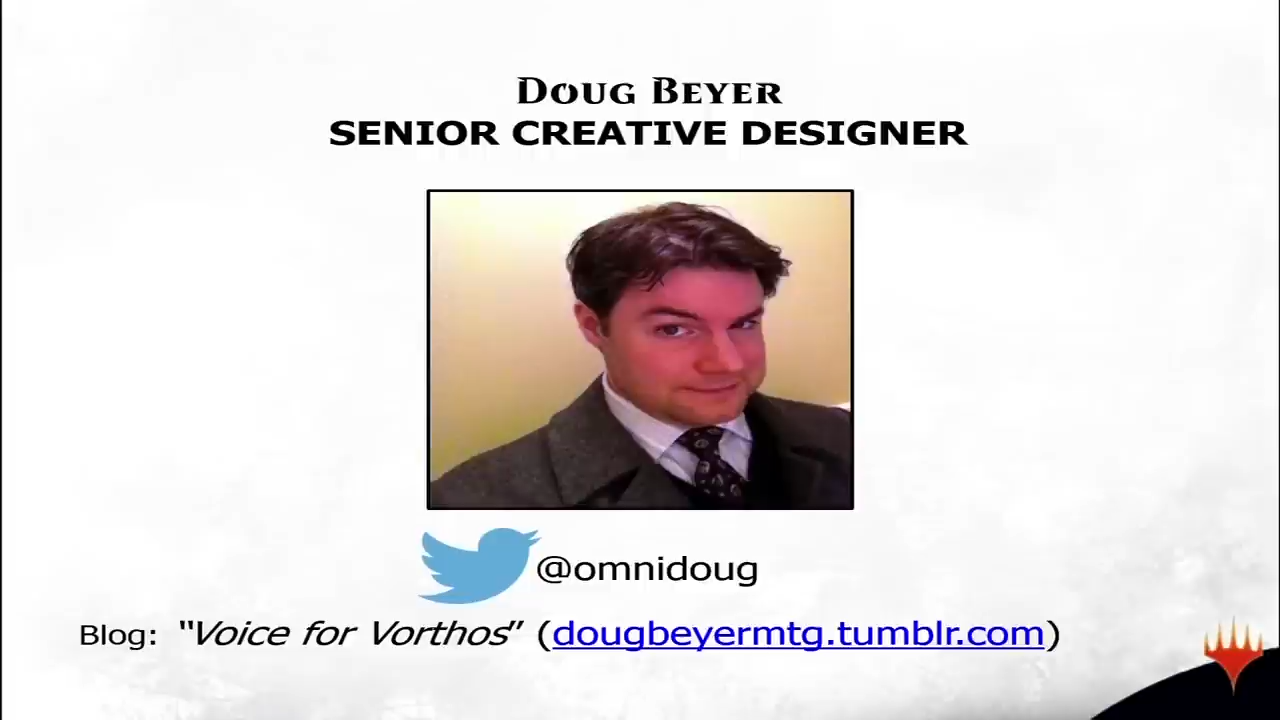 Doug Beyer
SENIOR CREATIVE DESIGNER
@omnidoug
Blog: "Voice for Vorthos" (dougbeyermtg.tumblr.com)